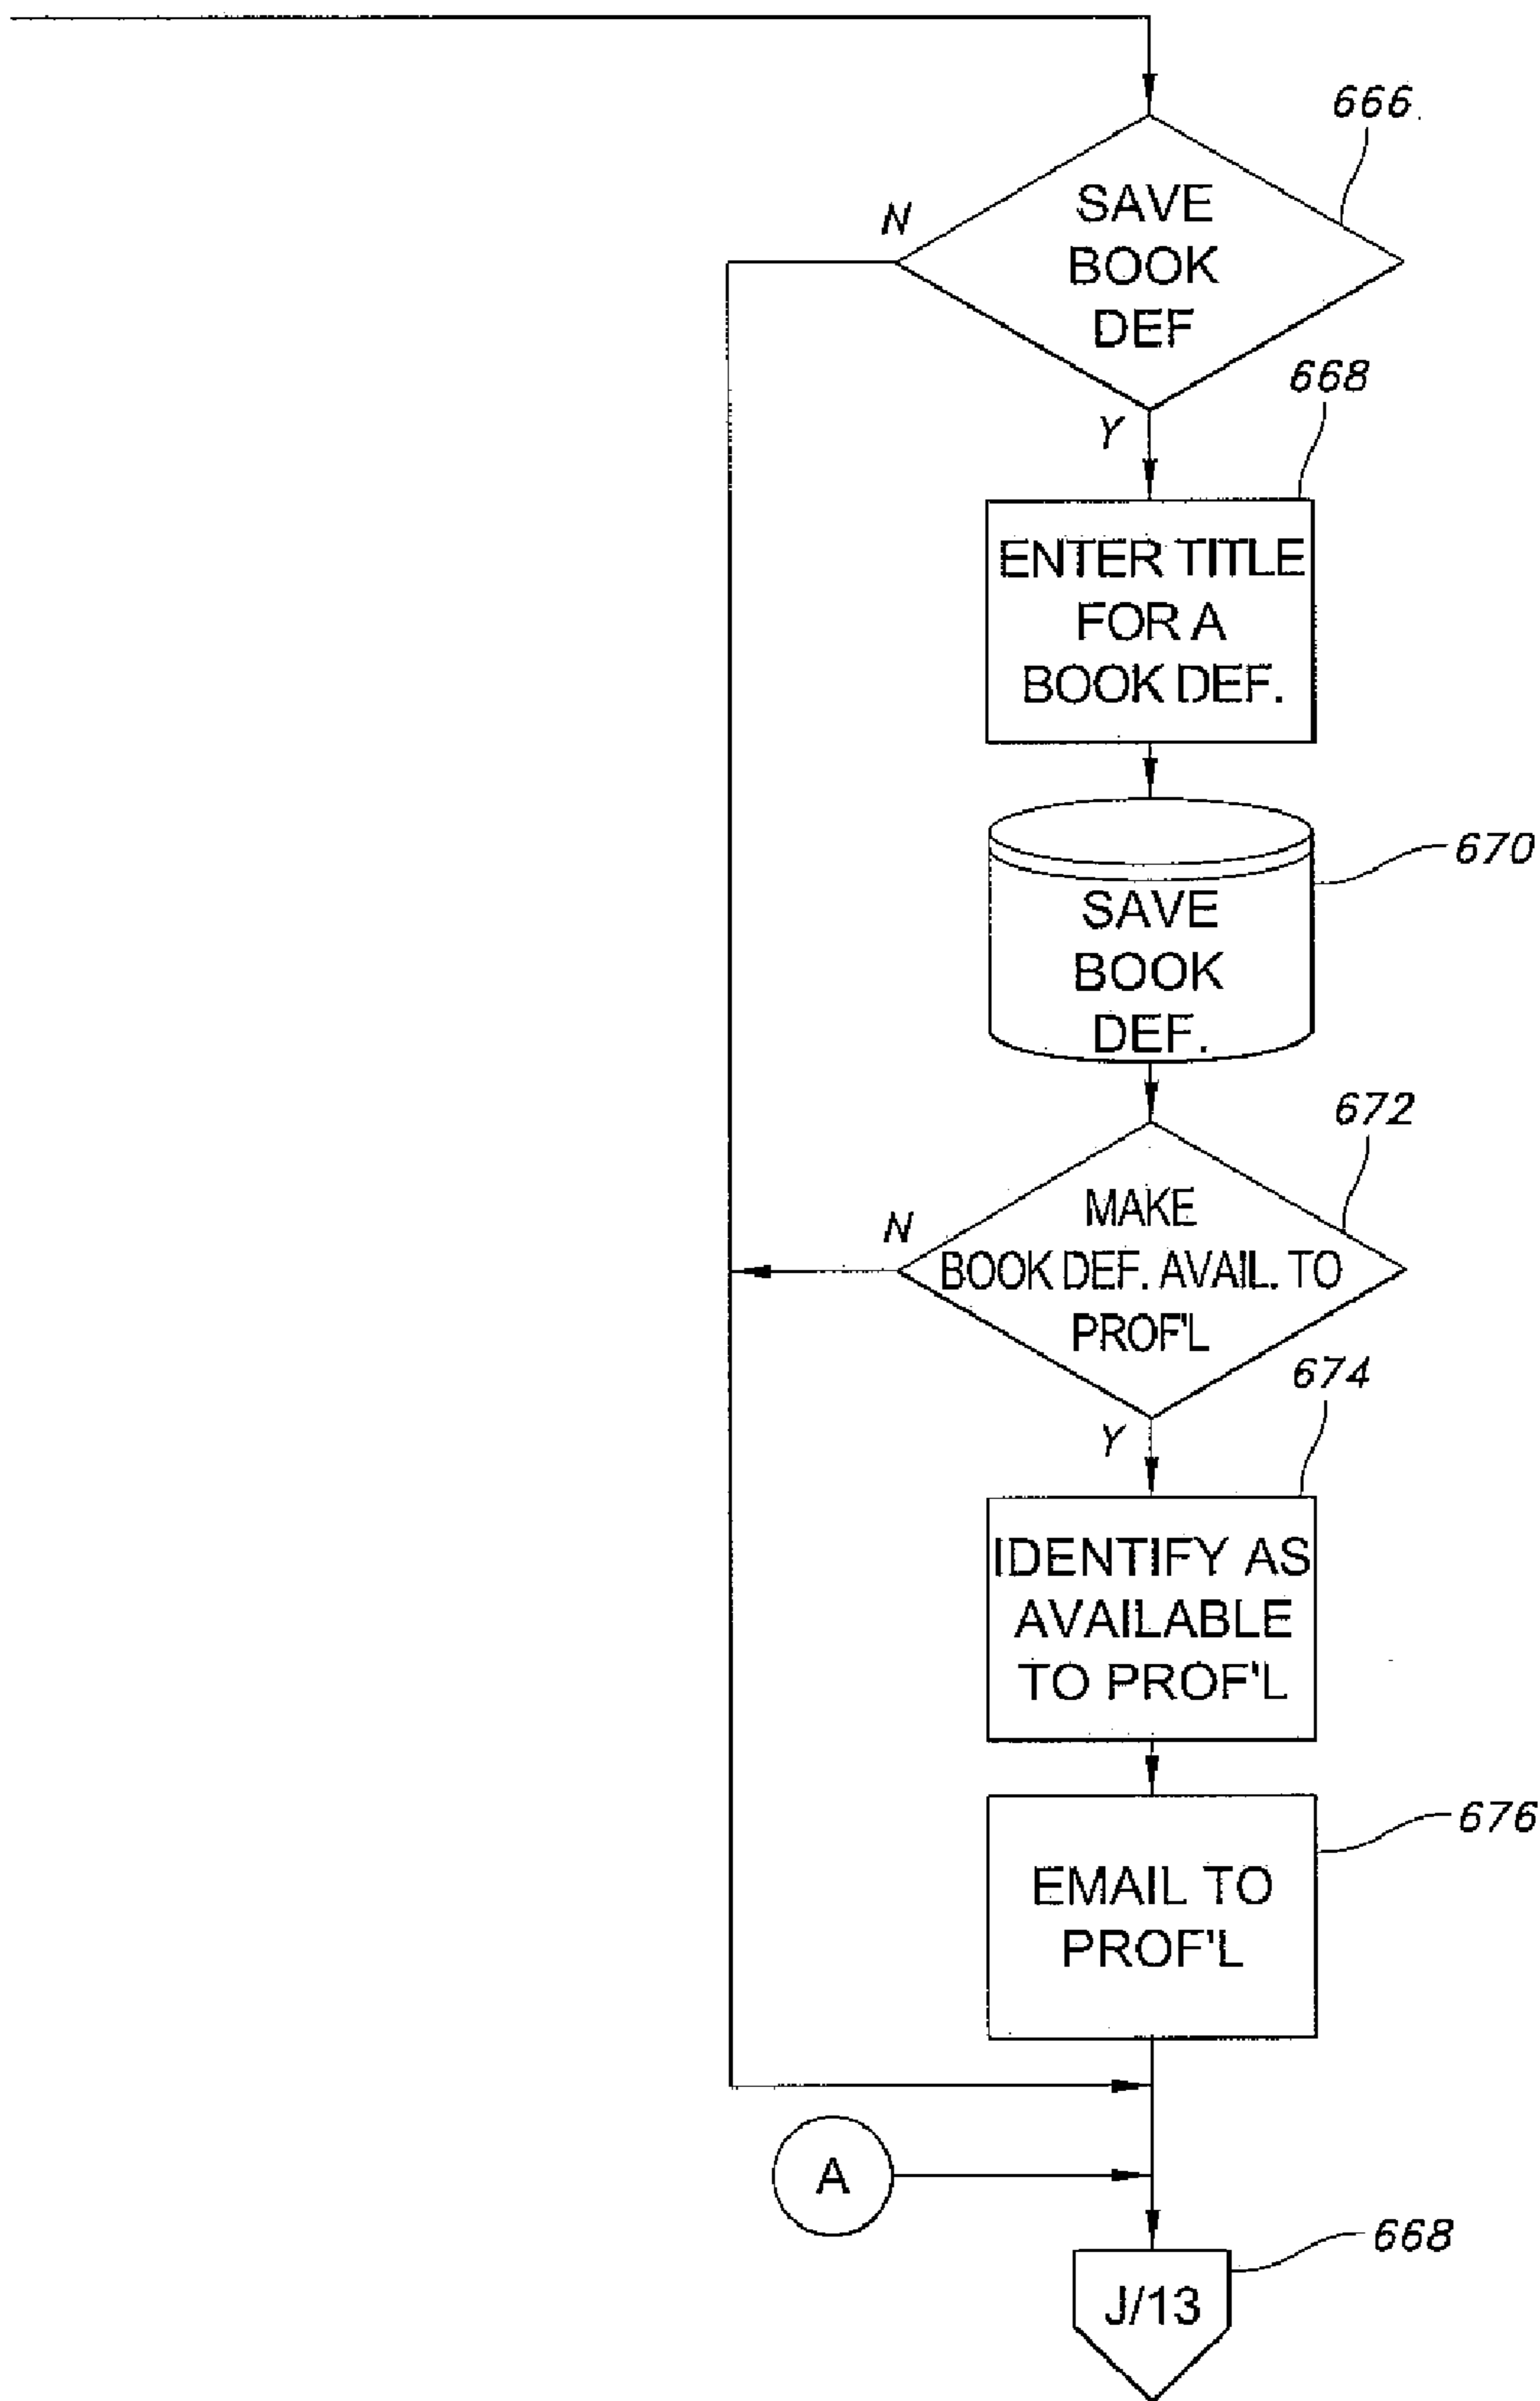 666
SAVE
BOOK
DEF
N
Y
668
ENTER TITLE
FOR A
BOOK DEF.
670
SAVE
BOOK
DEF.
672
MAKE
BOOK DEF. AVAIL. TO
PROF'L
N
Y
674
IDENTIFY AS
AVAILABLE
TO PROF'L
676
EMAIL TO
PROF'L
A
668
J/13